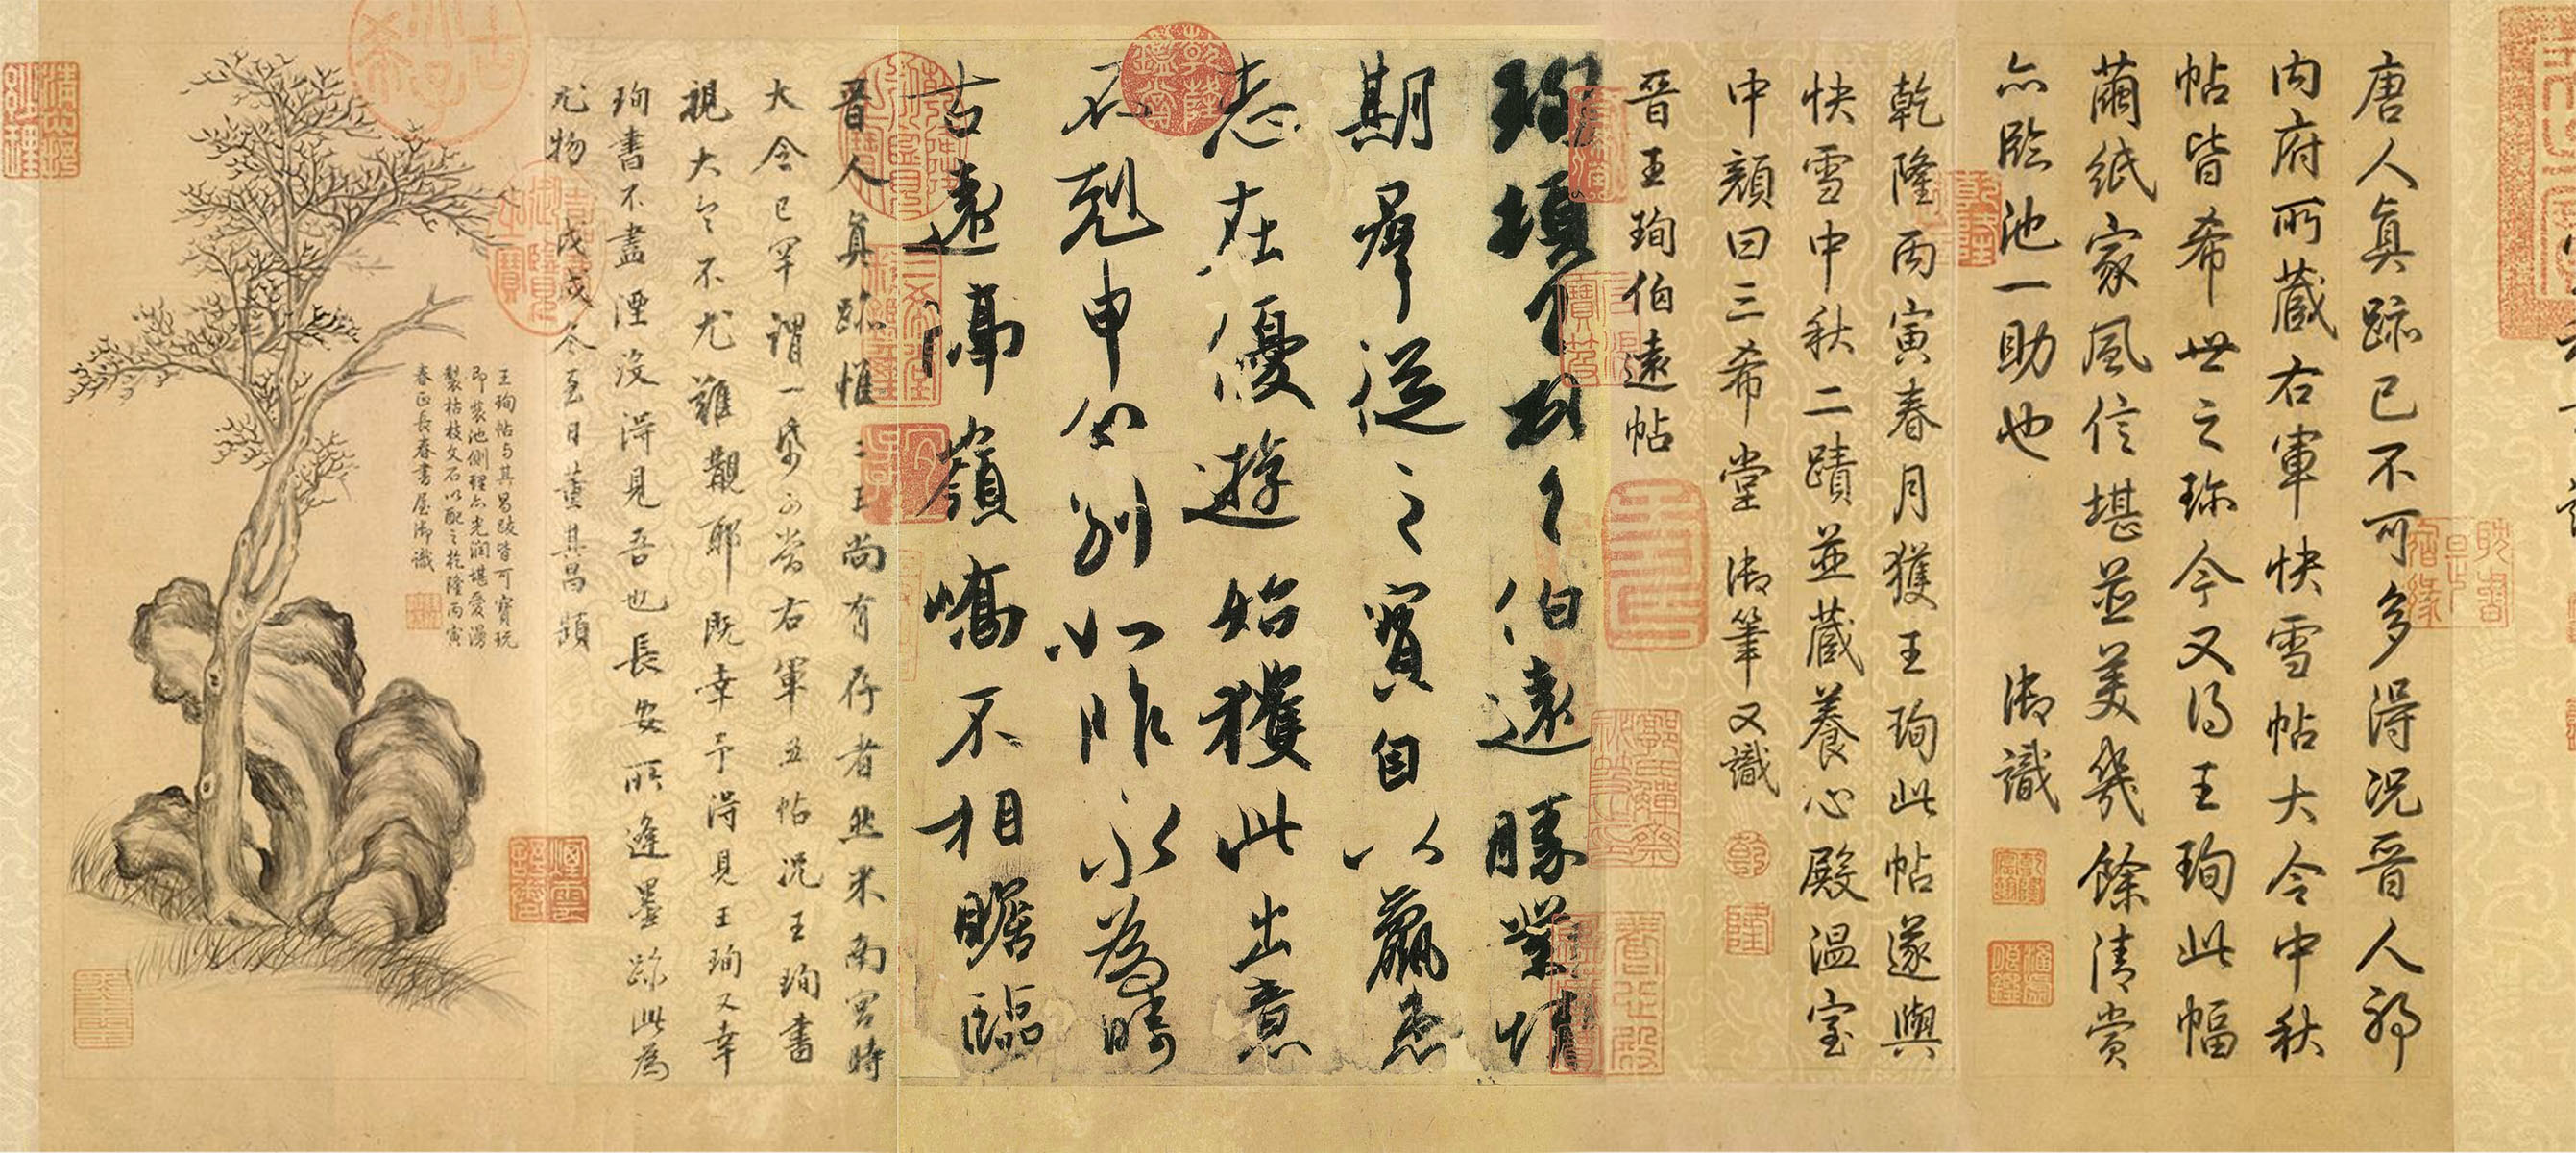 唐人真跡已不可多得況晉人耶
內府所藏右軍快雪帖大令中秋
帖皆希世之珍今又得王珣此幅
繭紙家風信堪並美幾餘清賞
亦臨池一助也 御識
乾隆丙寅春月獲王珣此帖遂與
快雪中秋二蹟並藏養心殿溫室
中顏曰三希堂 御筆又識
乾
隆
晉王珣伯遠帖
珣頓首頓首伯遠勝業情
期群從之寶自以羸患
志在優遊始獲此出意
不剋申分別如昨永為疇
古遠隔嶺嶠不相瞻臨
晉人真跡惟二王尚有存者然米南宮時
大令已罕謂一紙可當右軍五帖況王珣書
視大令不尤難覯耶既幸予得見王珣又幸
珣書不盡湮沒得見吾也長安所逢墨跡此為
尤物 戊戌冬至日董其昌題
王珣帖与其昌跋皆可寶玩
即裝池側理亦光潤堪愛漫
製枯枝文石以配之乾隆丙寅
春正長春書屋御識